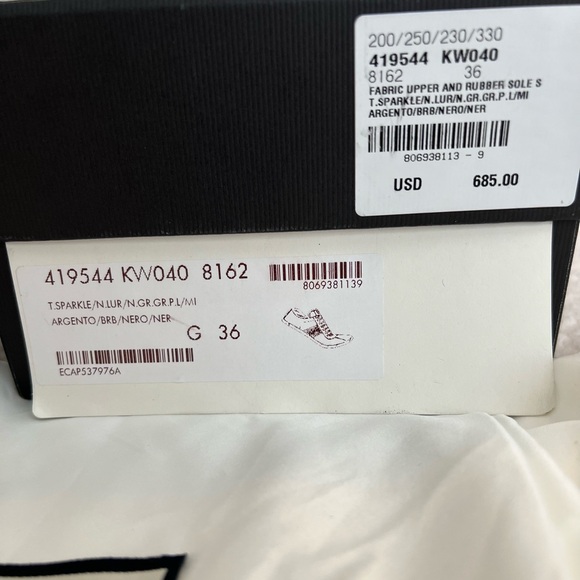 200/250/230/330
419544 KW040
8162 36
FABRIC UPPER AND RUBBER SOLE S
T.SPARKLE/N.LUR/N.GR.GR.P.L/MI
ARGENTO/BRB/NERO/NER
806938113 - 9
USD 685.00
419544 KW040 8162
8069381139
T.SPARKLE/N.LUR/N.GR.GR.P.L/MI
ARGENTO/BRB/NERO/NER
G 36
ECAP537976A